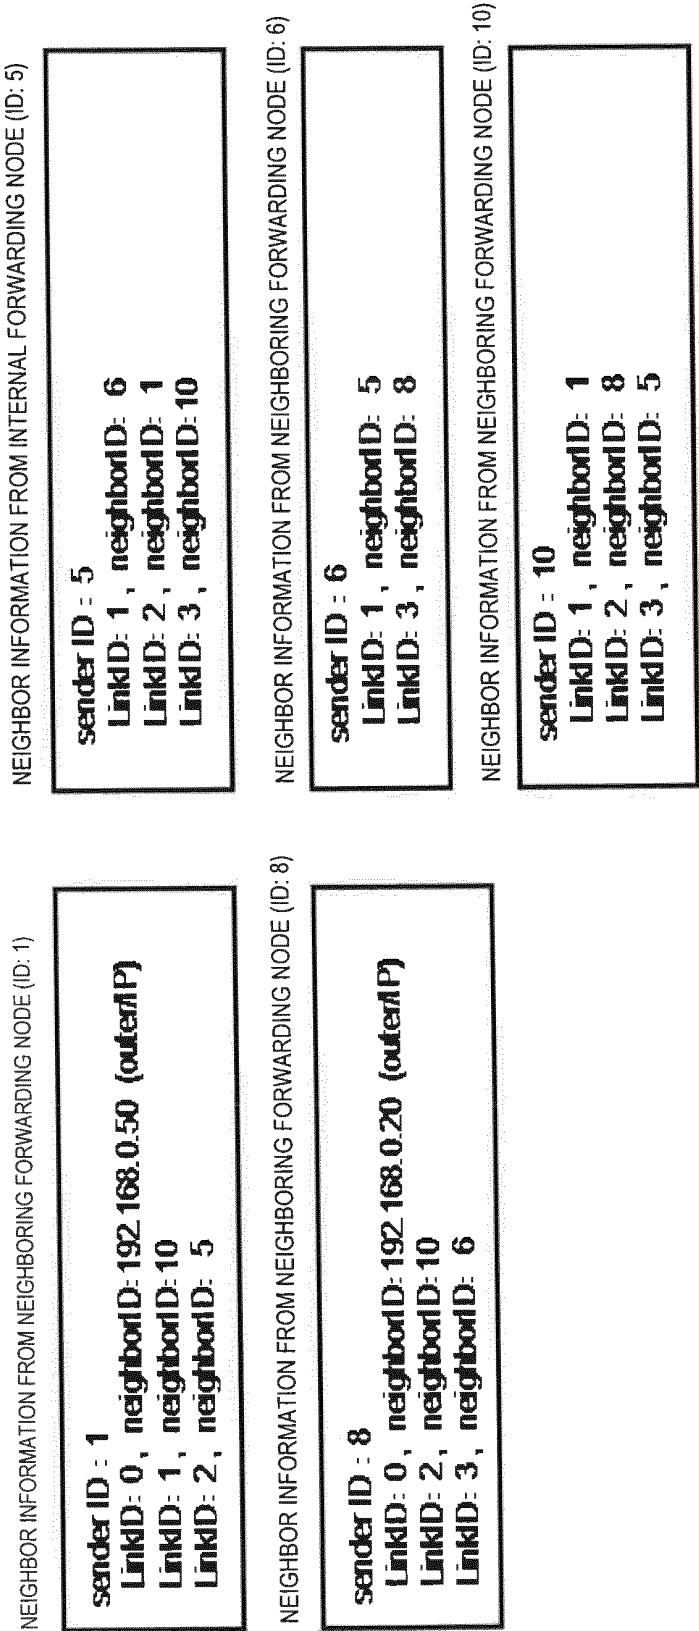 NEIGHBOR INFORMATION FROM NEIGHBORING FORWARDING NODE (ID: 1)
sender ID : 1
LinkID: 0 , neighborID: 192.168.0.50 (outer/IP)
LinkID: 1 , neighborID: 10
LinkID: 2 , neighborID: 5
NEIGHBOR INFORMATION FROM NEIGHBORING FORWARDING NODE (ID: 8)
sender ID : 8
LinkID: 0 , neighborID: 192.168.0.20 (outer/IP)
LinkID: 2 , neighborID: 10
LinkID: 3 , neighborID: 6
NEIGHBOR INFORMATION FROM INTERNAL FORWARDING NODE (ID: 5)
sender ID : 5
LinkID: 1 , neighborID: 6
LinkID: 2 , neighborID: 1
LinkID: 3 , neighborID: 10
NEIGHBOR INFORMATION FROM NEIGHBORING FORWARDING NODE (ID: 6)
sender ID : 6
LinkID: 1 , neighborID: 5
LinkID: 3 , neighborID: 8
NEIGHBOR INFORMATION FROM NEIGHBORING FORWARDING NODE (ID: 10)
sender ID : 10
LinkID: 1 , neighborID: 1
LinkID: 2 , neighborID: 8
LinkID: 3 , neighborID: 5